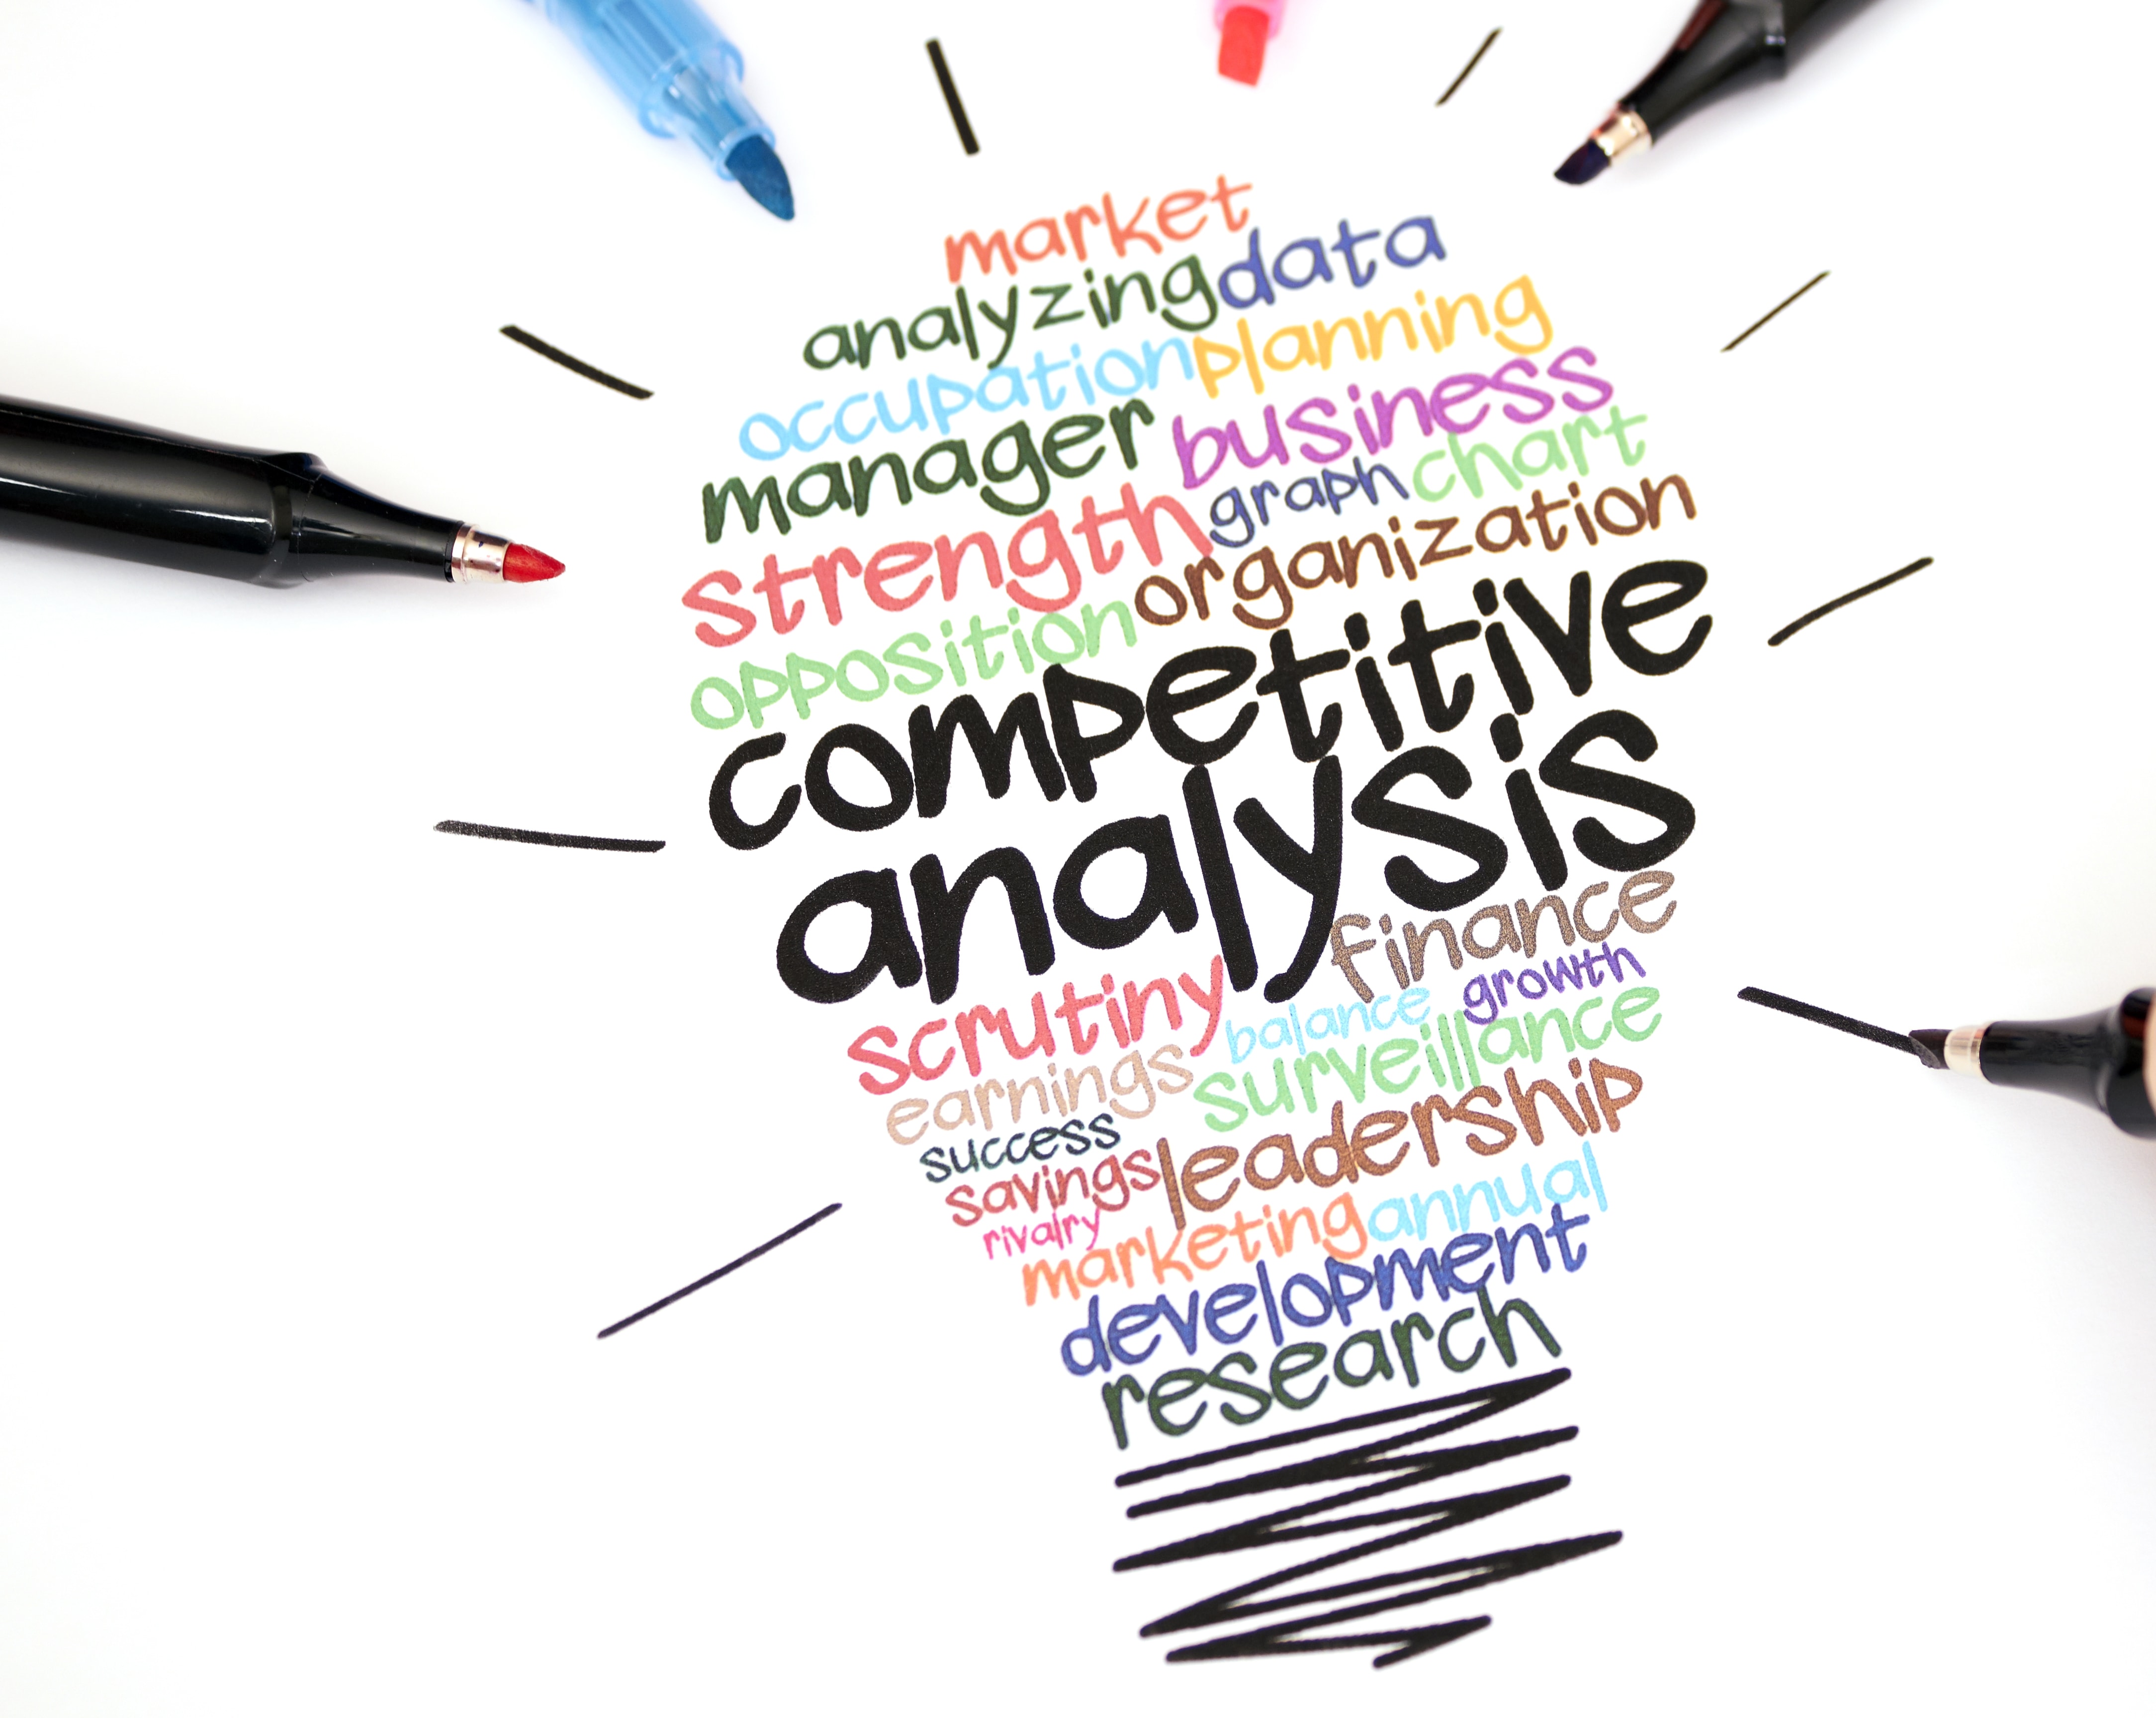 market
analyzing data
occupation planning
manager business
graph chart
strength organization
opposition
competitive
analysis
finance
scrutiny balance growth
earnings surveillance
success
savings leadership
rivalry
marketing annual
development
research